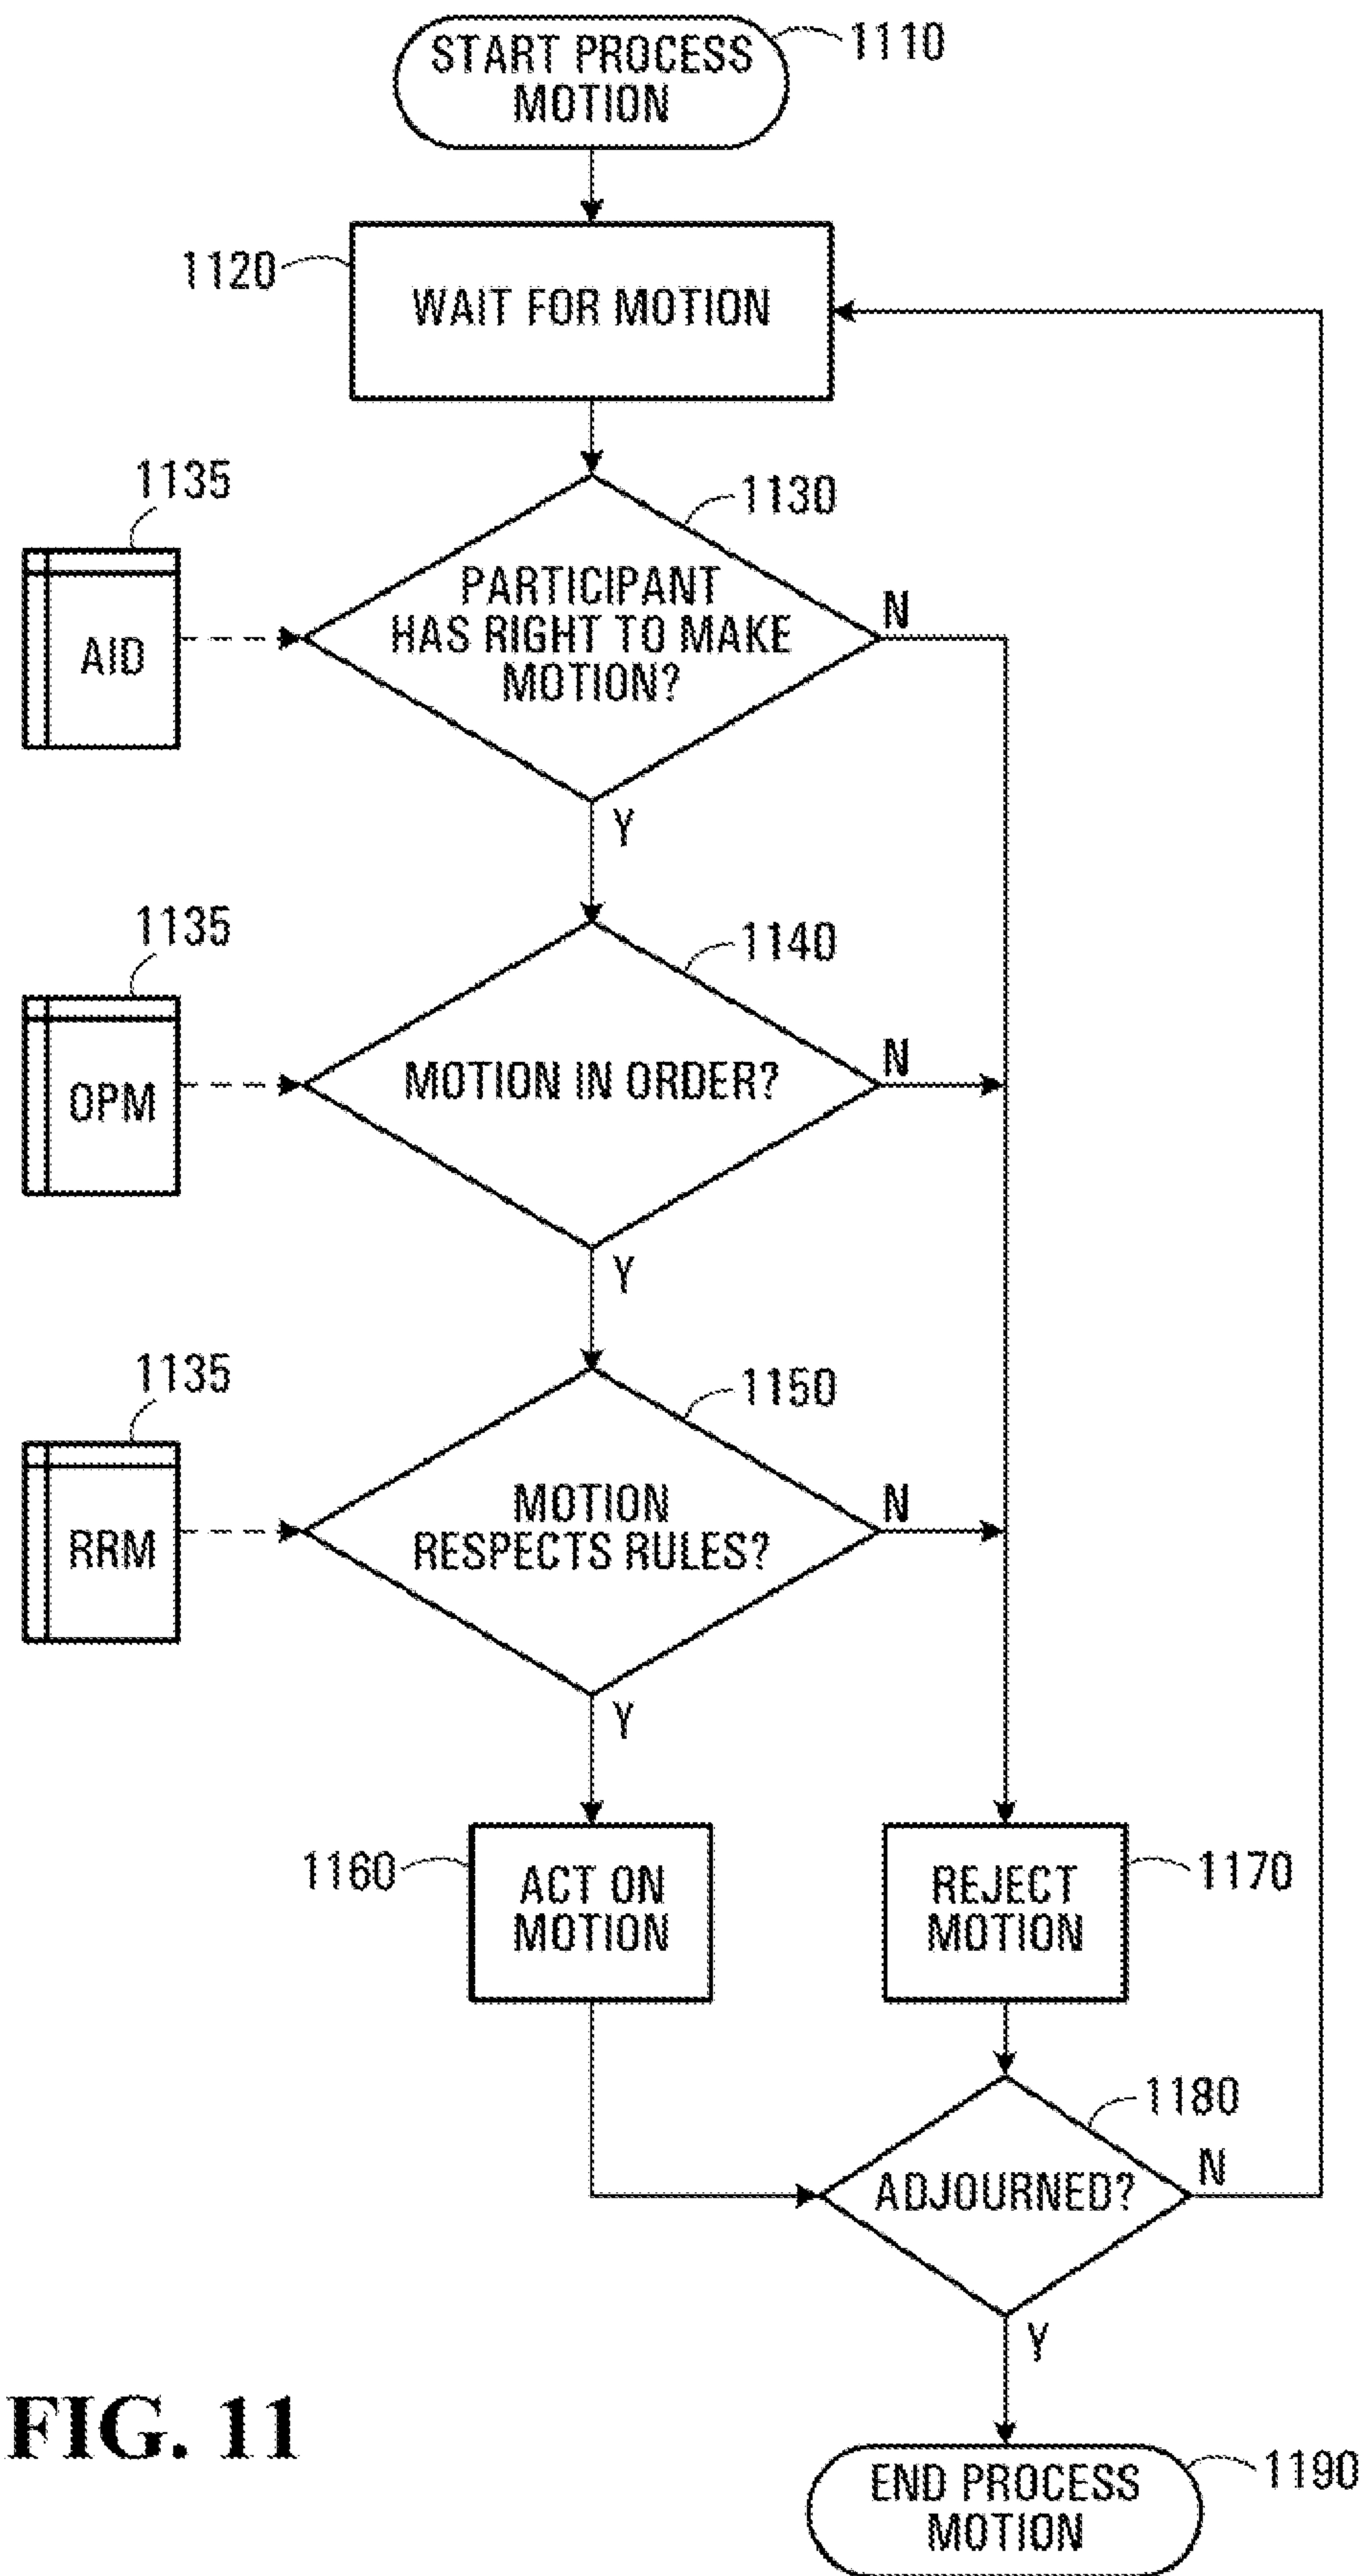 START PROCESS
MOTION
1110
1120
WAIT FOR MOTION
1135
AID
1130
PARTICIPANT
HAS RIGHT TO MAKE
MOTION?
N
Y
1135
OPM
1140
MOTION IN ORDER?
N
Y
1135
RRM
1150
MOTION
RESPECTS RULES?
N
Y
1160
ACT ON
MOTION
REJECT
MOTION
1170
1180
ADJOURNED?
N
Y
FIG. 11
END PROCESS
MOTION
1190